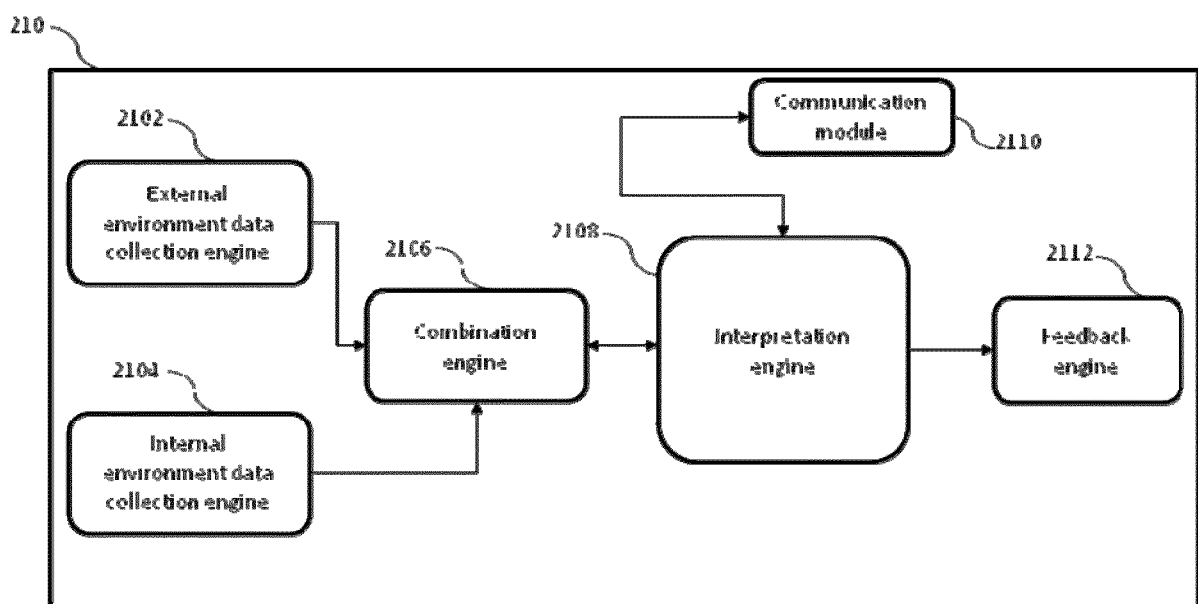 210
2102
External
environment data
collection engine
2104
Internal
environment data
collection engine
2106
Combination
engine
Communication
module
2110
2108
Interpretation
engine
2112
Feedback
engine